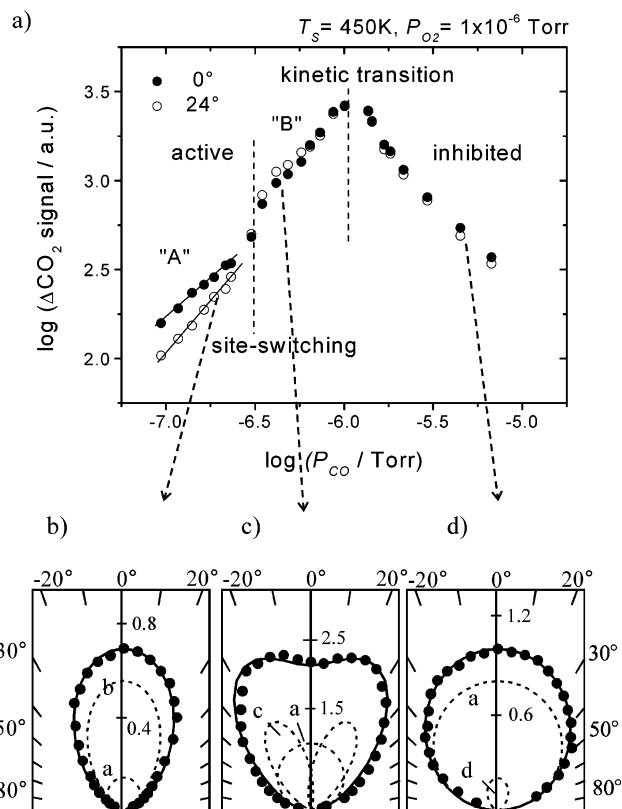 a)
T_S= 450K, P_O2= 1x10^-6 Torr
0°
24°
kinetic transition
"B"
active
inhibited
"A"
site-switching
3.5
3.0
2.5
2.0
log (ΔCO2 signal / a.u.)
-7.0 -6.5 -6.0 -5.5 -5.0
log (P_CO / Torr)
b) c) d)
-20° 0° 20° -20° 0° 20° -20° 0° 20°
0.8 2.5 1.2
30° 30°
b a a
0.4 c 1.5 0.6
50° 50°
a d
80° 80°